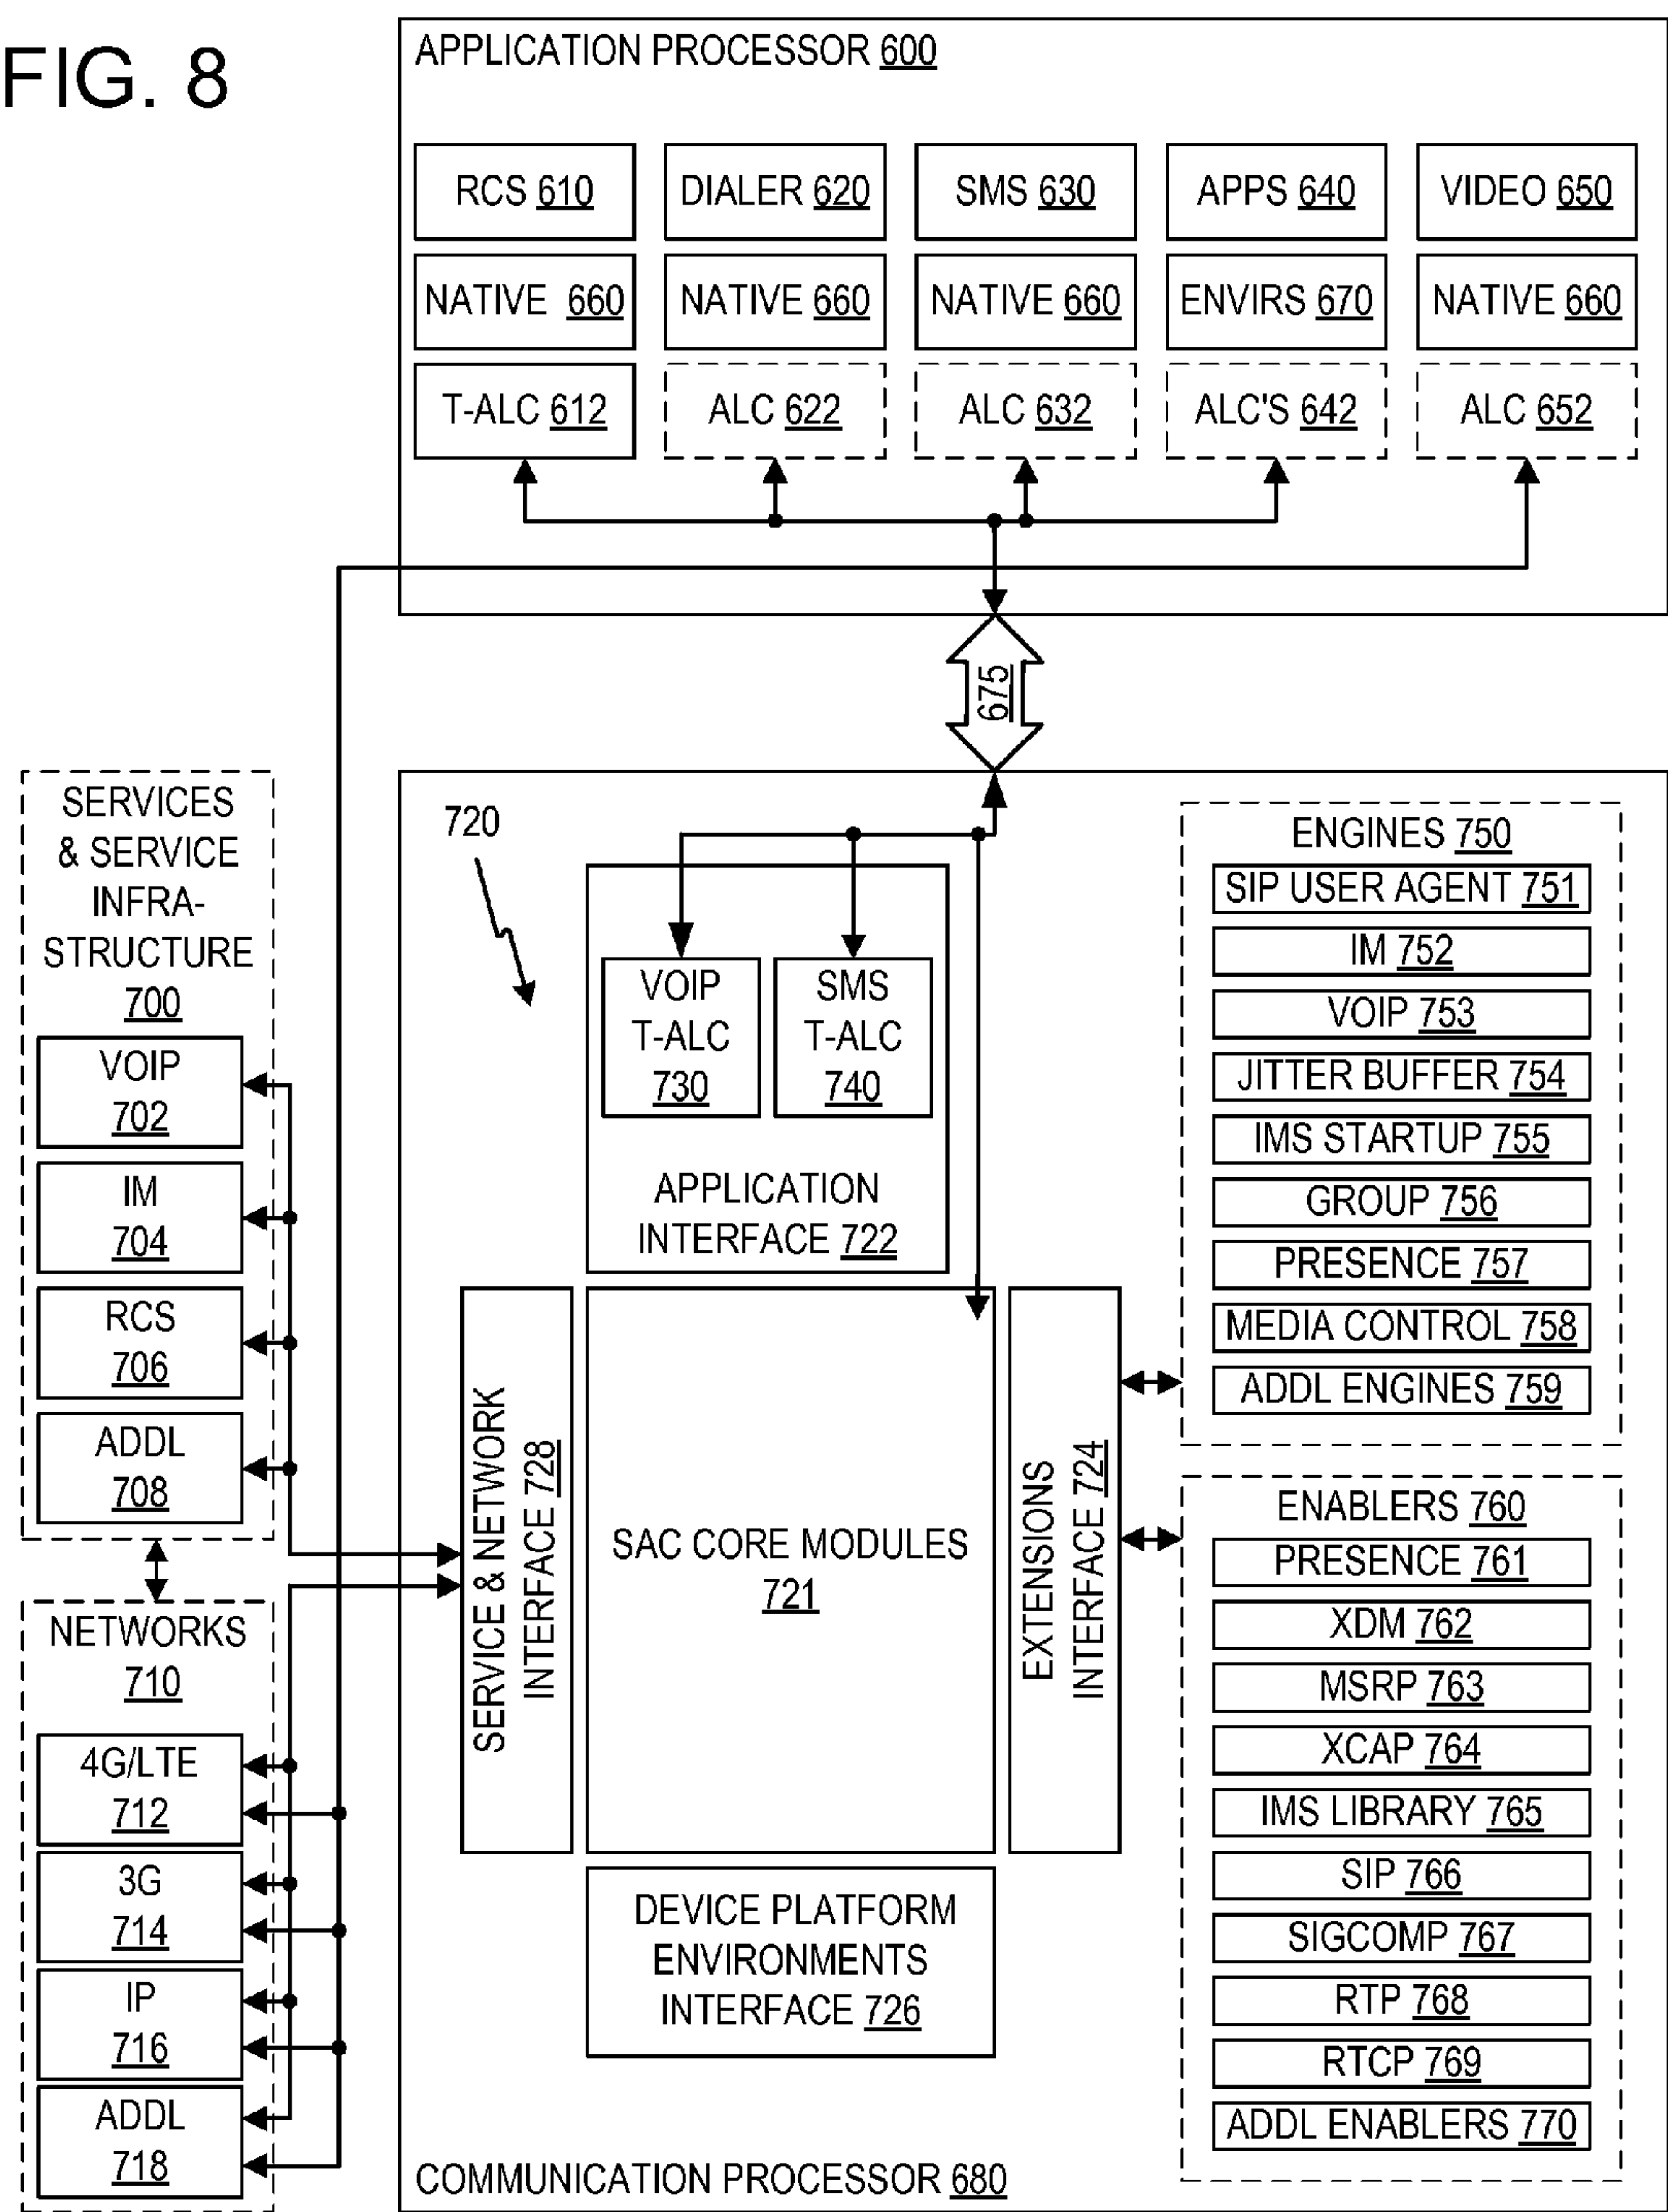 FIG. 8
APPLICATION PROCESSOR 600
RCS 610
DIALER 620
SMS 630
APPS 640
VIDEO 650
NATIVE 660
NATIVE 660
NATIVE 660
ENVIRS 670
NATIVE 660
T-ALC 612
ALC 622
ALC 632
ALC'S 642
ALC 652
675
SERVICES
& SERVICE
INFRA-
STRUCTURE
700
VOIP
702
IM
704
RCS
706
ADDL
708
NETWORKS
710
4G/LTE
712
3G
714
IP
716
ADDL
718
720
VOIP
T-ALC
730
SMS
T-ALC
740
APPLICATION
INTERFACE 722
SERVICE & NETWORK
INTERFACE 728
SAC CORE MODULES
721
EXTENSIONS
INTERFACE 724
DEVICE PLATFORM
ENVIRONMENTS
INTERFACE 726
ENGINES 750
SIP USER AGENT 751
IM 752
VOIP 753
JITTER BUFFER 754
IMS STARTUP 755
GROUP 756
PRESENCE 757
MEDIA CONTROL 758
ADDL ENGINES 759
ENABLERS 760
PRESENCE 761
XDM 762
MSRP 763
XCAP 764
IMS LIBRARY 765
SIP 766
SIGCOMP 767
RTP 768
RTCP 769
ADDL ENABLERS 770
COMMUNICATION PROCESSOR 680